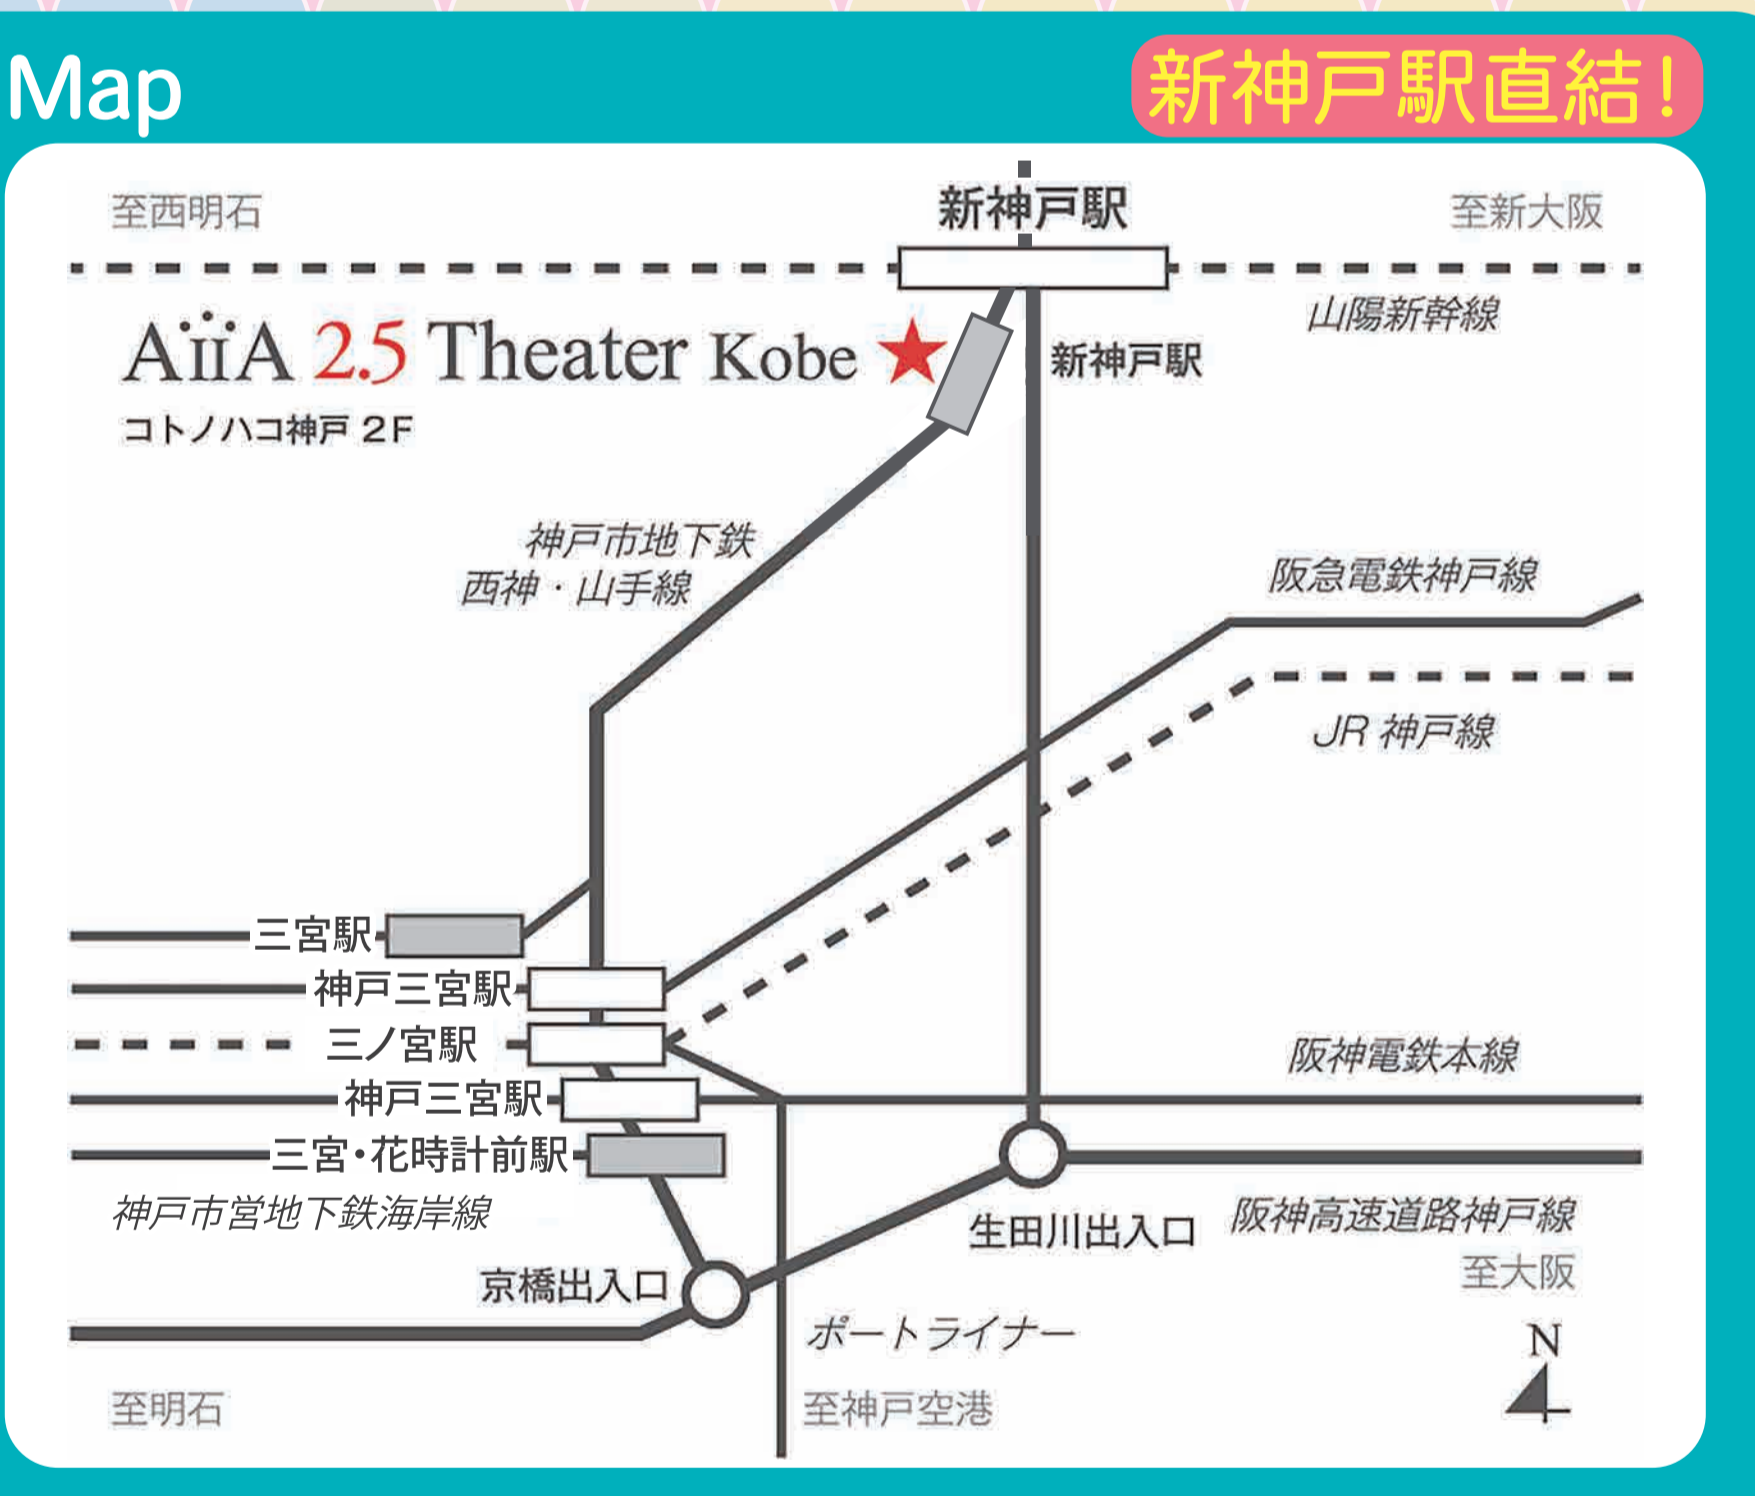 Map
新神戸駅直結!
至西明石
新神戸駅
至新大阪
山陽新幹線
AiiA 2.5 Theater Kobe
新神戸駅
コトノハコ神戸 2F
神戸市地下鉄
西神・山手線
阪急電鉄神戸線
JR 神戸線
三宮駅
神戸三宮駅
三ノ宮駅
阪神電鉄本線
神戸三宮駅
三宮・花時計前駅
神戸市営地下鉄海岸線
生田川出入口
阪神高速道路神戸線
至大阪
京橋出入口
ポートライナー
N
至明石
至神戸空港